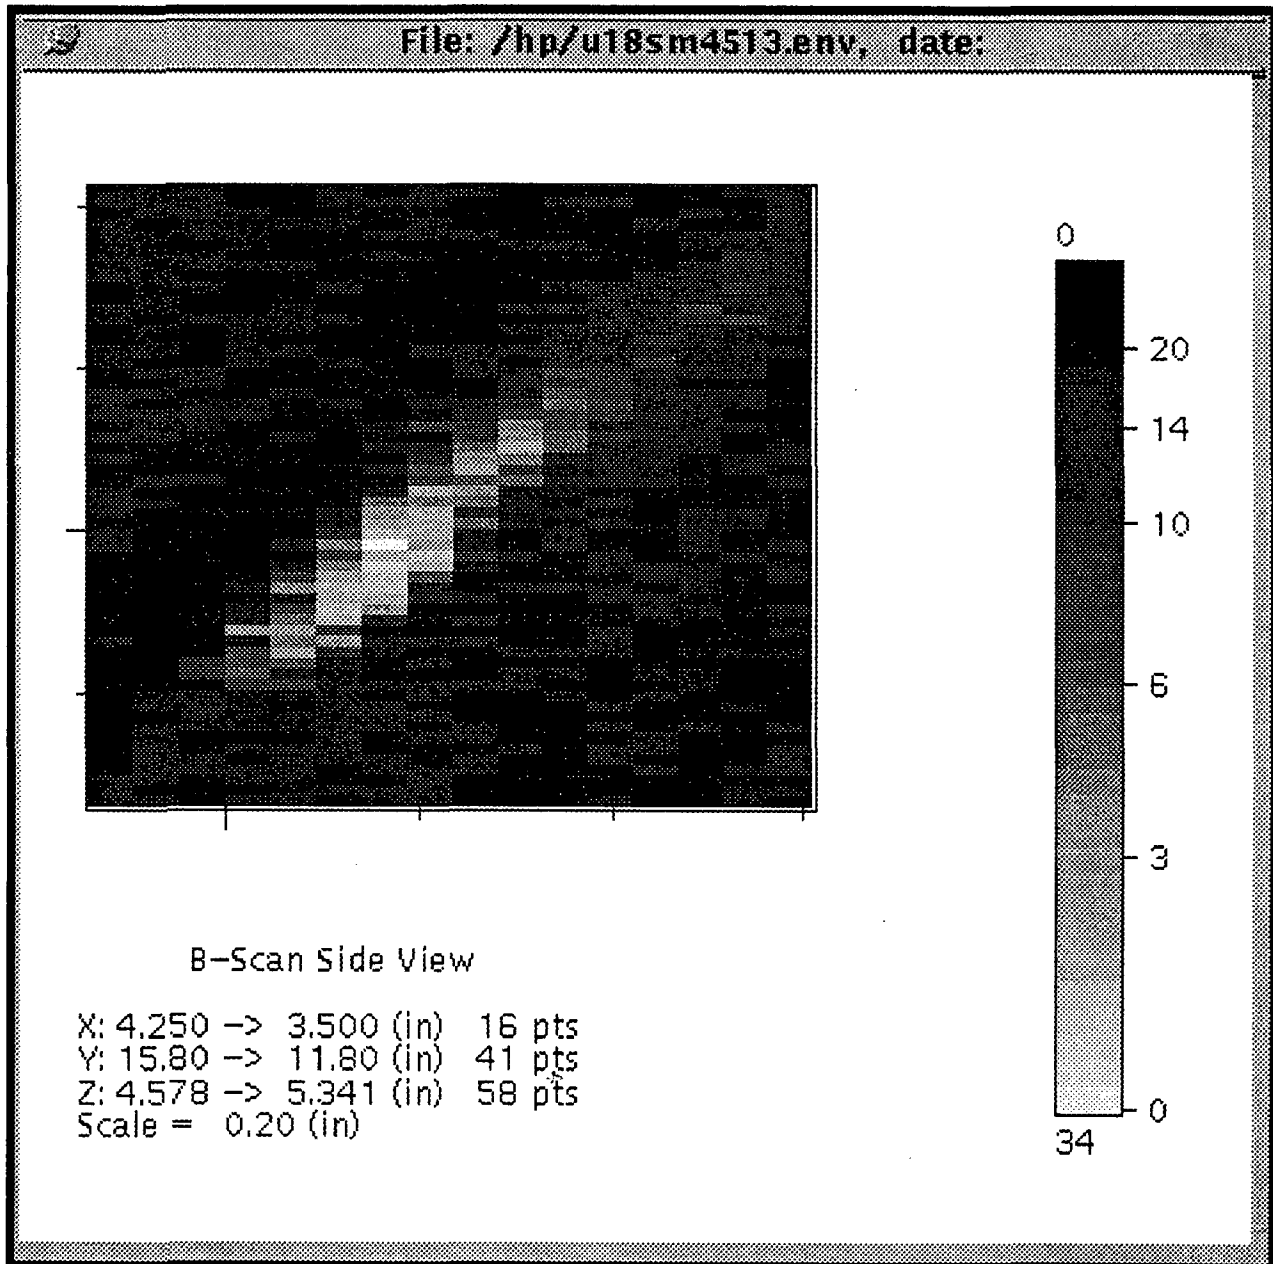 File: /hp/u18sm4513.env, date:
0
20
14
10
6
3
0
34
B-Scan Side View
X: 4.250 -> 3.500 (in) 16 pts
Y: 15.80 -> 11.80 (in) 41 pts
Z: 4.578 -> 5.341 (in) 58 pts
Scale = 0.20 (in)